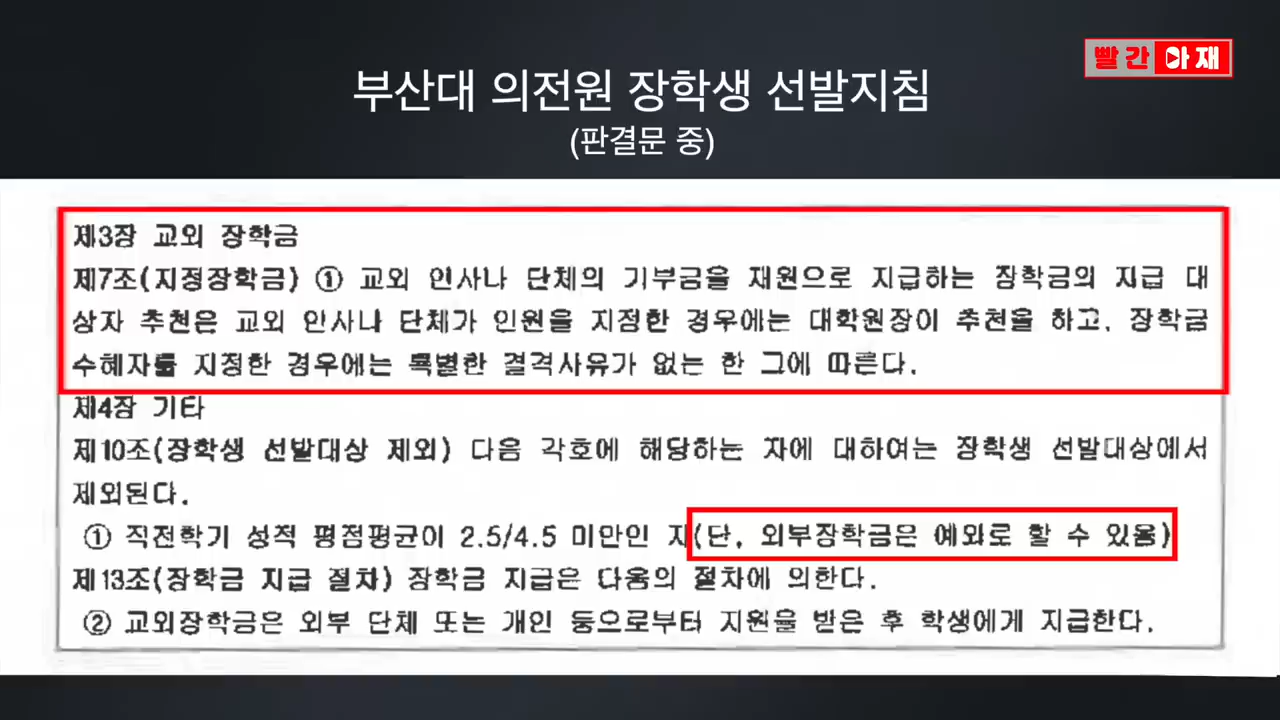 빨간아재
부산대 의전원 장학생 선발지침
(판결문 중)
제3장 교외 장학금
제7조(지정장학금) ① 교외 인사나 단체의 기부금을 재원으로 지급하는 장학금의 지급 대
상자 추천은 교외 인사나 단체가 인원을 지정한 경우에는 대학원장이 추천을 하고, 장학금
수혜자를 지정한 경우에는 특별한 결격사유가 없는 한 그에 따른다.
제4장 기타
제10조(장학생 선발대상 제외) 다음 각호에 해당하는 자에 대하여는 장학생 선발대상에서
제외된다.
① 직전학기 성적 평점평균이 2.5/4.5 미만인 자(단, 외부장학금은 예외로 할 수 있음)
제13조(장학금 지급 절차) 장학금 지급은 다음의 절차에 의한다.
② 교외장학금은 외부 단체 또는 개인 등으로부터 지원을 받은 후 학생에게 지급한다.